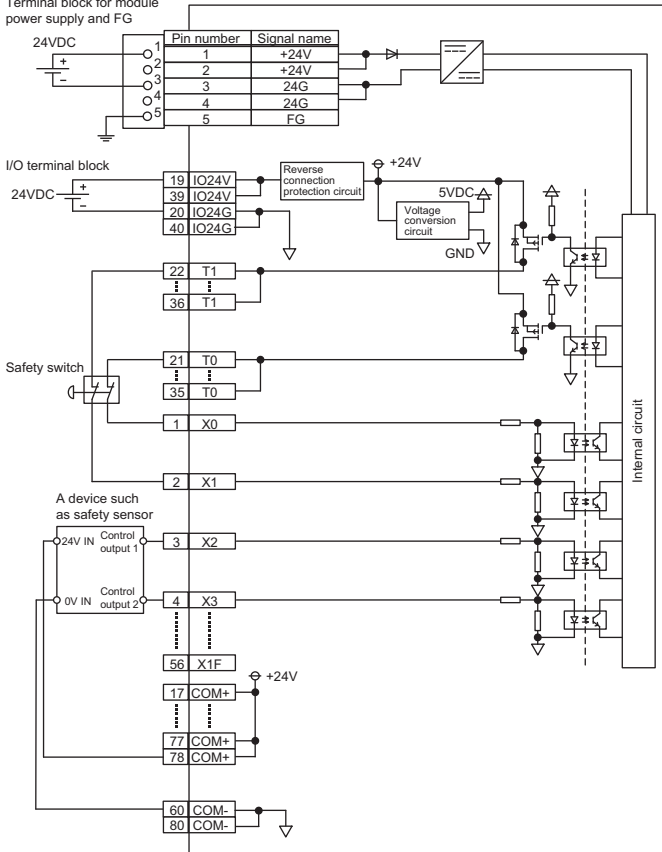 Terminal block for module
power supply and FG
24VDC
+
−
1
2
3
4
5
Pin number Signal name
1 +24V
2 +24V
3 24G
4 24G
5 FG
I/O terminal block
24VDC
+
−
19 IO24V
39 IO24V
20 IO24G
40 IO24G
Reverse
connection
protection circuit
+24V
5VDC
Voltage
conversion
circuit
GND
22 T1
36 T1
Safety switch
21 T0
35 T0
1 X0
2 X1
A device such
as safety sensor
24V IN Control
output 1
3 X2
0V IN Control
output 2
4 X3
56 X1F
+24V
17 COM+
77 COM+
78 COM+
60 COM-
80 COM-
Internal circuit